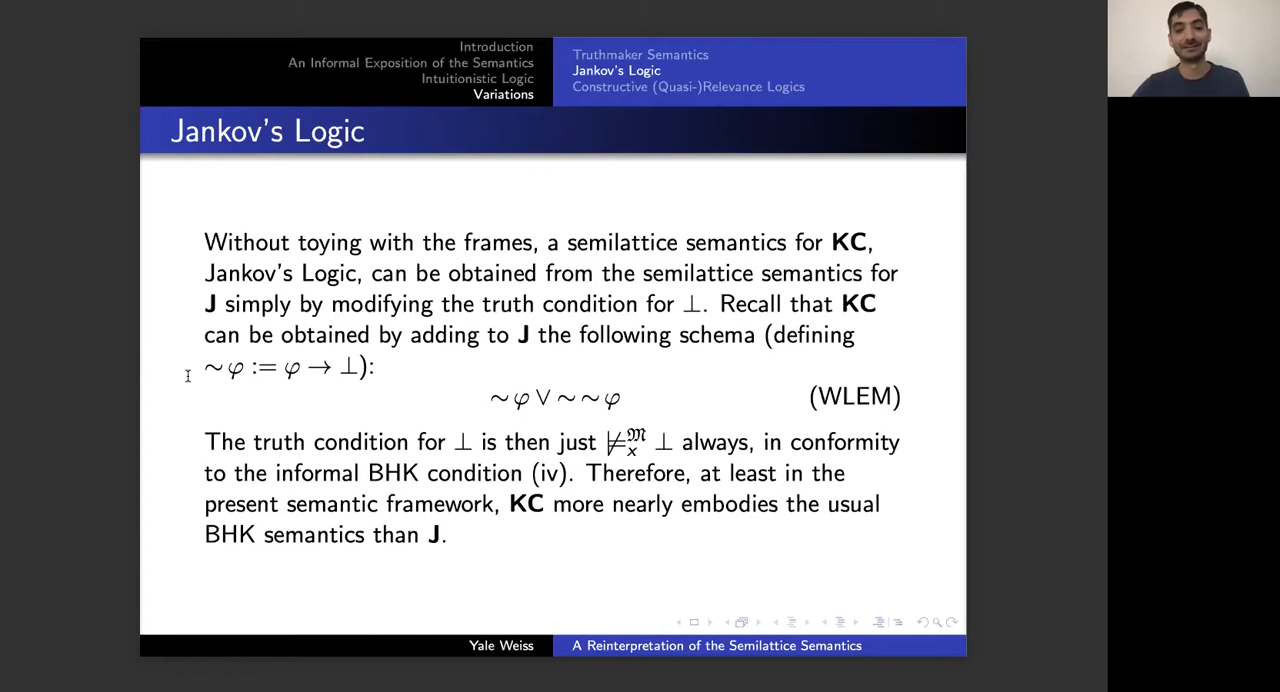 Introduction
An Informal Exposition of the Semantics
Intuitionistic Logic
Variations
Truthmaker Semantics
Jankov's Logic
Constructive (Quasi-)Relevance Logics
Jankov's Logic
Without toying with the frames, a semilattice semantics for KC,
Jankov's Logic, can be obtained from the semilattice semantics for
J simply by modifying the truth condition for ⊥. Recall that KC
can be obtained by adding to J the following schema (defining
∼φ := φ → ⊥):
∼φ ∨ ∼∼φ (WLEM)
The truth condition for ⊥ is then just ⊭ₓ^𝔐 ⊥ always, in conformity
to the informal BHK condition (iv). Therefore, at least in the
present semantic framework, KC more nearly embodies the usual
BHK semantics than J.
Yale Weiss
A Reinterpretation of the Semilattice Semantics